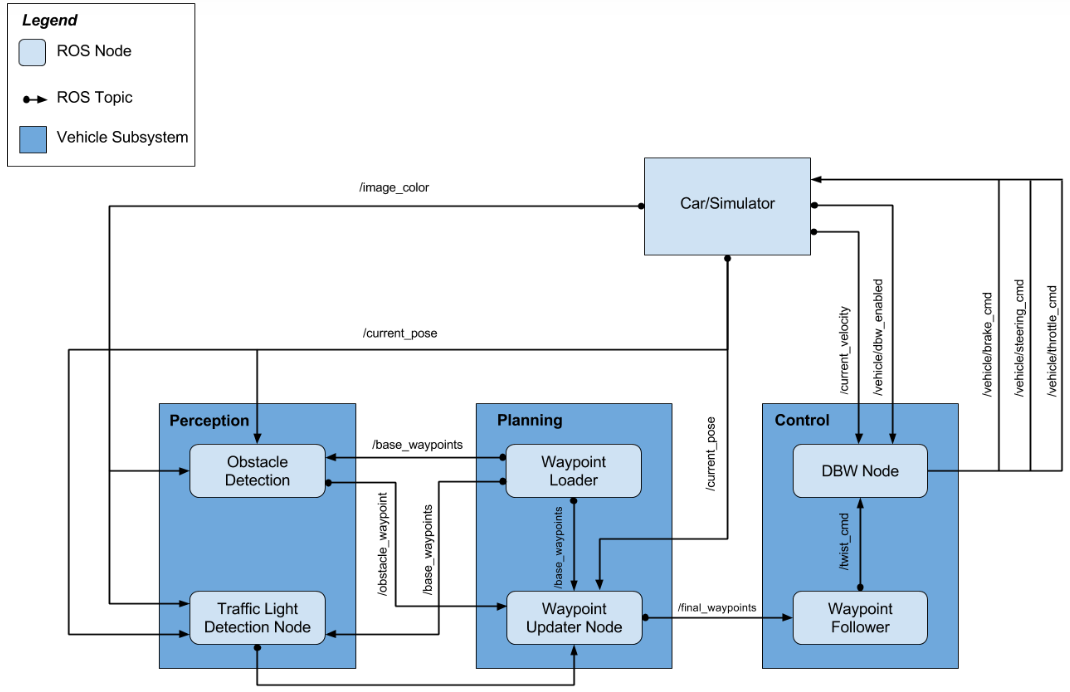 Legend
ROS Node
ROS Topic
Vehicle Subsystem
/image_color
Car/Simulator
/current_pose
/current_velocity
/vehicle/dbw_enabled
/vehicle/brake_cmd
/vehicle/steering_cmd
/vehicle/throttle_cmd
Perception
Obstacle
Detection
Traffic Light
Detection Node
/base_waypoints
/obstacle_waypoint
/base_waypoints
Planning
Waypoint
Loader
/base_waypoints
Waypoint
Updater Node
/current_pose
/final_waypoints
Control
DBW Node
/twist_cmd
Waypoint
Follower